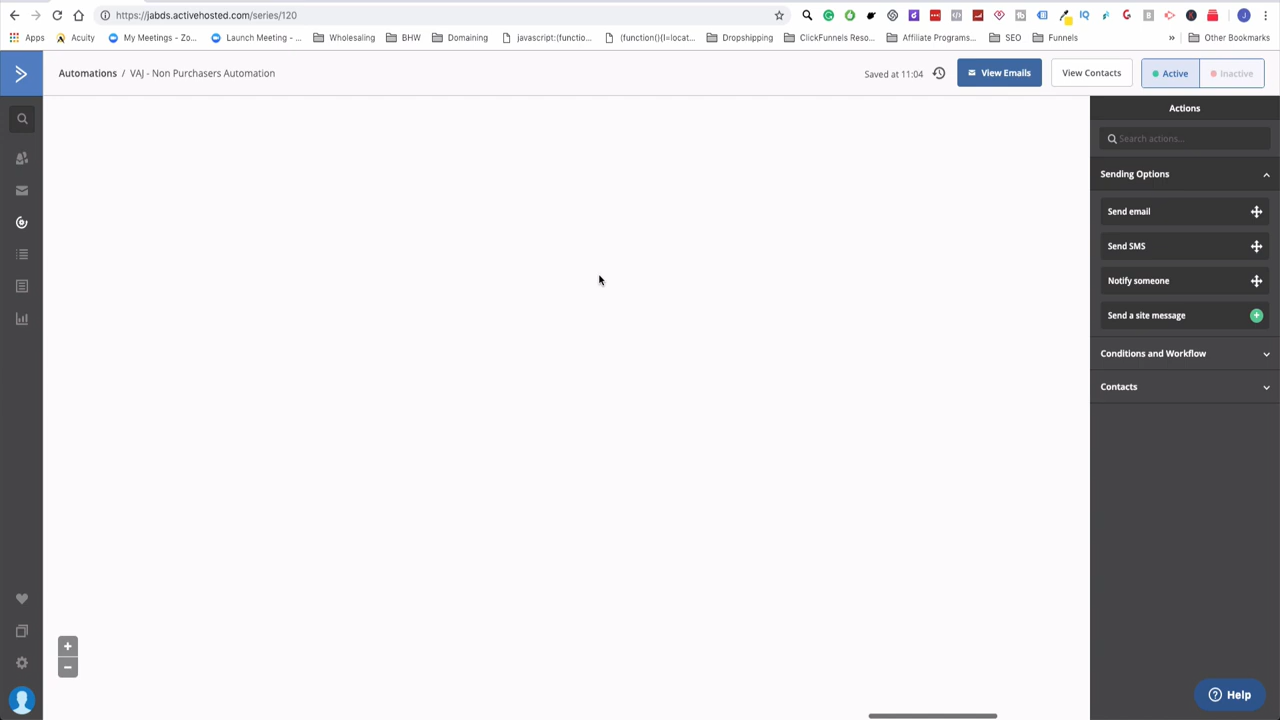 https://jabds.activehosted.com/series/120
Apps Acuity My Meetings - Zo... Launch Meeting - ... Wholesaling BHW Domaining javascript:(functio... (function(){l=locat... Dropshipping ClickFunnels Reso... Affiliate Programs... SEO Funnels » Other Bookmarks
Automations / VAJ - Non Purchasers Automation
Saved at 11:04
View Emails
View Contacts
Active
Inactive
Actions
Search actions...
Sending Options
Send email
Send SMS
Notify someone
Send a site message
Conditions and Workflow
Contacts
+
−
Help